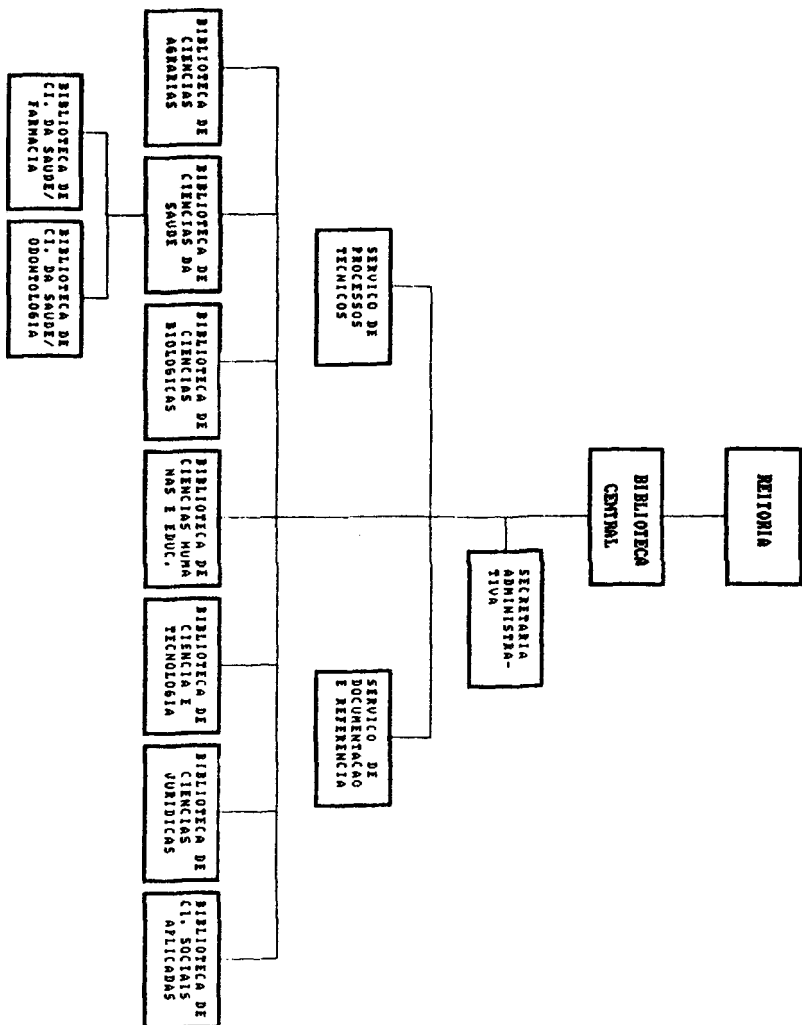 REITORIA
BIBLIOTECA
CENTRAL
SECRETARIA
ADMINISTRA-
TIVA
SERVICO DE
PROCESSOS
TECNICOS
SERVICO DE
DOCUMENTACAO
E REFERENCIA
BIBLIOTECA DE
CIENCIAS
AGRARIAS
BIBLIOTECA DE
CIENCIAS DA
SAUDE
BIBLIOTECA DE
CIENCIAS
BIOLOGICAS
BIBLIOTECA DE
CIENCIAS HUMA
NAS E EDUC.
BIBLIOTECA DE
CIENCIA E
TECNOLOGIA
BIBLIOTECA DE
CIENCIAS
JURIDICAS
BIBLIOTECA DE
CI. SOCIAIS
APLICADAS
BIBLIOTECA DE
CI. DA SAUDE/
FARMACIA
BIBLIOTECA DE
CI. DA SAUDE/
ODONTOLOGIA